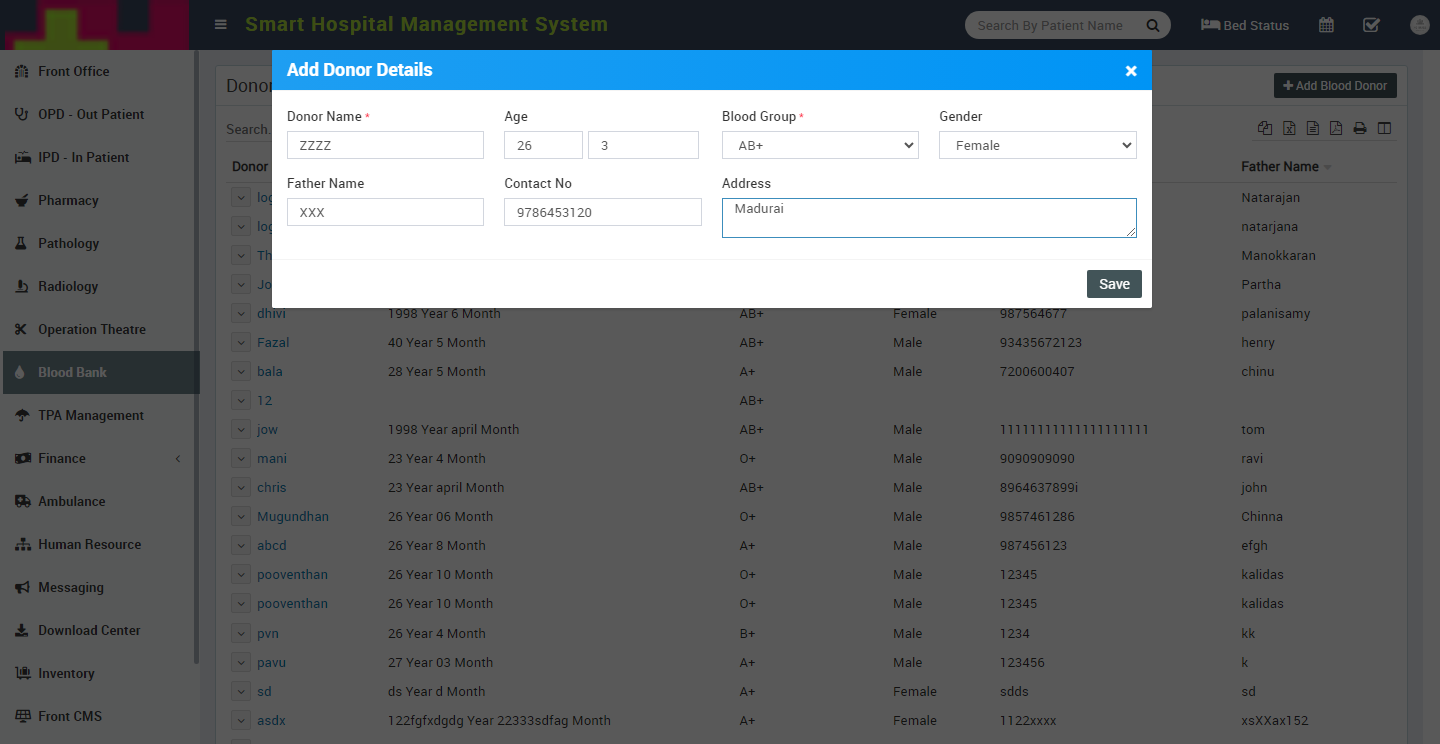 Smart Hospital Management System
Search By Patient Name
Bed Status
Front Office
OPD - Out Patient
IPD - In Patient
Pharmacy
Pathology
Radiology
Operation Theatre
Blood Bank
TPA Management
Finance
Ambulance
Human Resource
Messaging
Download Center
Inventory
Front CMS
Add Donor Details
×
Donor Name *
Age
Blood Group *
Gender
ZZZZ
26
3
AB+
Female
Father Name
Contact No
Address
XXX
9786453120
Madurai
Save
Add Blood Donor
Search.
Donor
Father Name
Natarajan
natarjana
Th Manokkaran
Jo Partha
dhivi 1998 Year 6 Month AB+ Female 987564677 palanisamy
Fazal 40 Year 5 Month AB+ Male 93435672123 henry
bala 28 Year 5 Month A+ Male 7200600407 chinu
12 AB+
jow 1998 Year april Month AB+ Male 11111111111111111111 tom
mani 23 Year 4 Month O+ Male 9090909090 ravi
chris 23 Year april Month AB+ Male 8964637899i john
Mugundhan 26 Year 06 Month O+ Male 9857461286 Chinna
abcd 26 Year 8 Month A+ Male 987456123 efgh
pooventhan 26 Year 10 Month O+ Male 12345 kalidas
pooventhan 26 Year 10 Month O+ Male 12345 kalidas
pvn 26 Year 4 Month B+ Male 1234 kk
pavu 27 Year 03 Month A+ Male 123456 k
sd ds Year d Month A+ Female sdds sd
asdx 122fgfxdgdg Year 22333sdfag Month A+ Female 1122xxxx xsXXax152